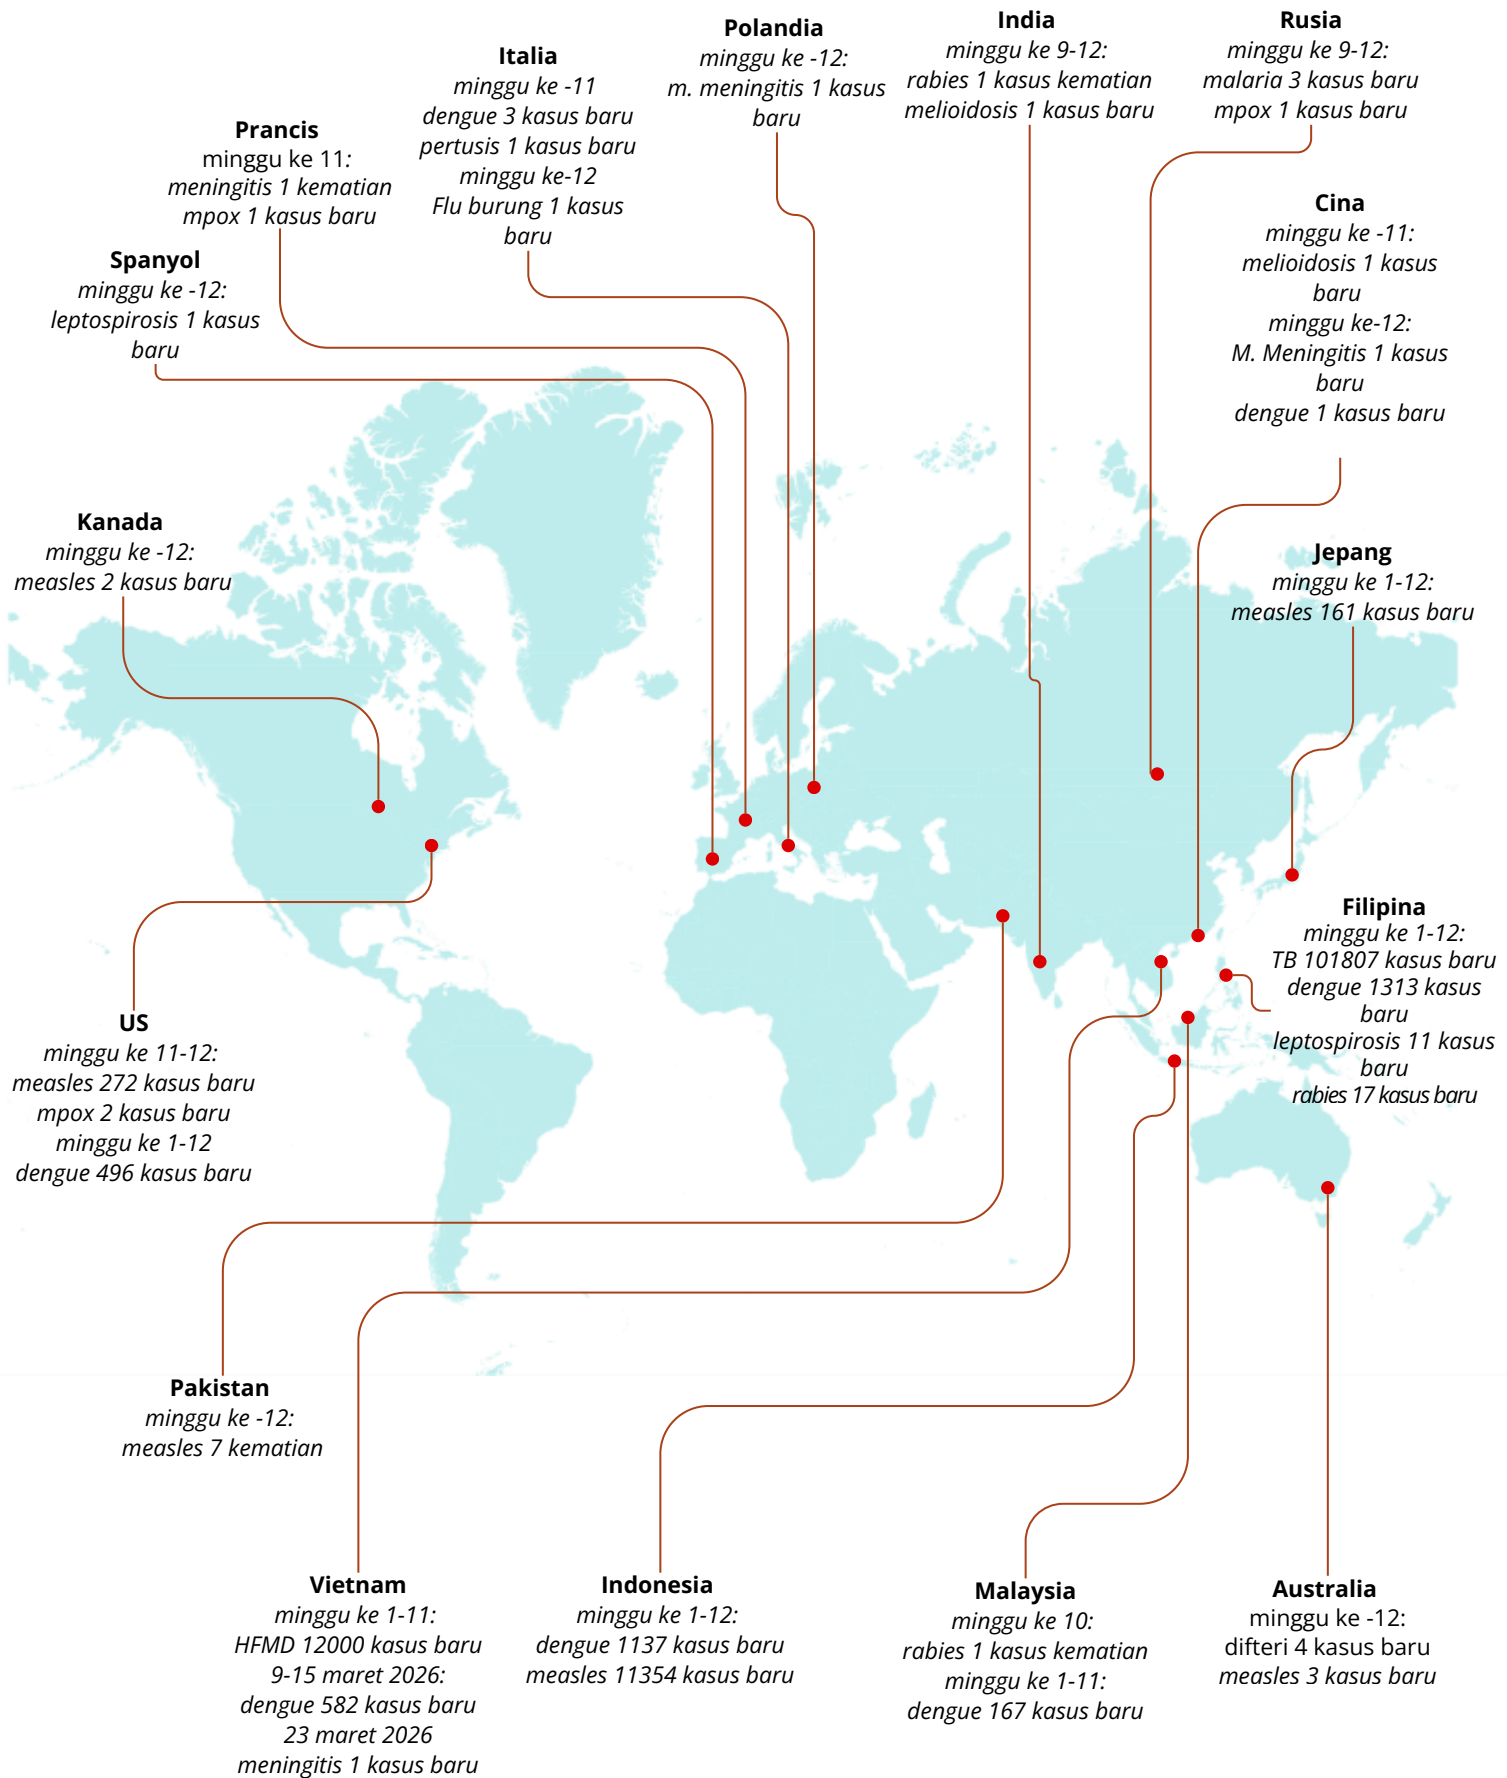 Polandia
minggu ke -12:
m. meningitis 1 kasus
baru
India
minggu ke 9-12:
rabies 1 kasus kematian
melioidosis 1 kasus baru
Rusia
minggu ke 9-12:
malaria 3 kasus baru
mpox 1 kasus baru
Italia
minggu ke -11
dengue 3 kasus baru
pertusis 1 kasus baru
minggu ke-12
Flu burung 1 kasus
baru
Prancis
minggu ke 11:
meningitis 1 kematian
mpox 1 kasus baru
Spanyol
minggu ke -12:
leptospirosis 1 kasus
baru
Cina
minggu ke -11:
melioidosis 1 kasus
baru
minggu ke-12:
M. Meningitis 1 kasus
baru
dengue 1 kasus baru
Kanada
minggu ke -12:
measles 2 kasus baru
Jepang
minggu ke 1-12:
measles 161 kasus baru
Filipina
minggu ke 1-12:
TB 101807 kasus baru
dengue 1313 kasus
baru
leptospirosis 11 kasus
baru
rabies 17 kasus baru
US
minggu ke 11-12:
measles 272 kasus baru
mpox 2 kasus baru
minggu ke 1-12
dengue 496 kasus baru
Pakistan
minggu ke -12:
measles 7 kematian
Vietnam
minggu ke 1-11:
HFMD 12000 kasus baru
9-15 maret 2026:
dengue 582 kasus baru
23 maret 2026
meningitis 1 kasus baru
Indonesia
minggu ke 1-12:
dengue 1137 kasus baru
measles 11354 kasus baru
Malaysia
minggu ke 10:
rabies 1 kasus kematian
minggu ke 1-11:
dengue 167 kasus baru
Australia
minggu ke -12:
difteri 4 kasus baru
measles 3 kasus baru